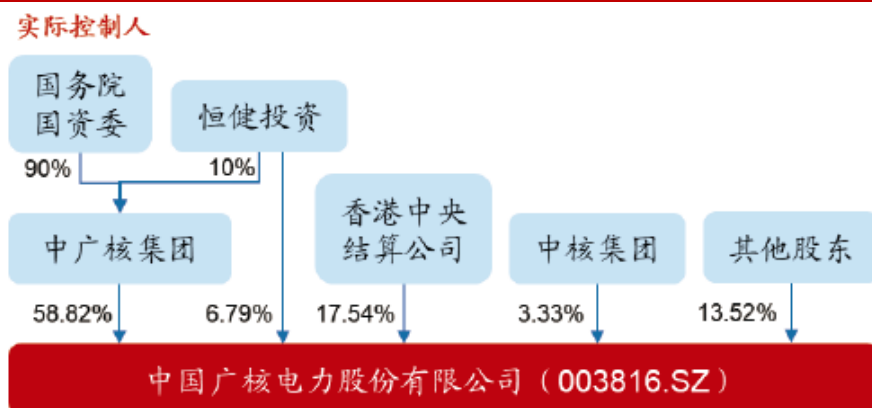 实际控制人
国务院
国资委
恒健投资
90%
10%
中广核集团
香港中央
结算公司
中核集团
其他股东
58.82%
6.79%
17.54%
3.33%
13.52%
中国广核电力股份有限公司（003816.SZ）